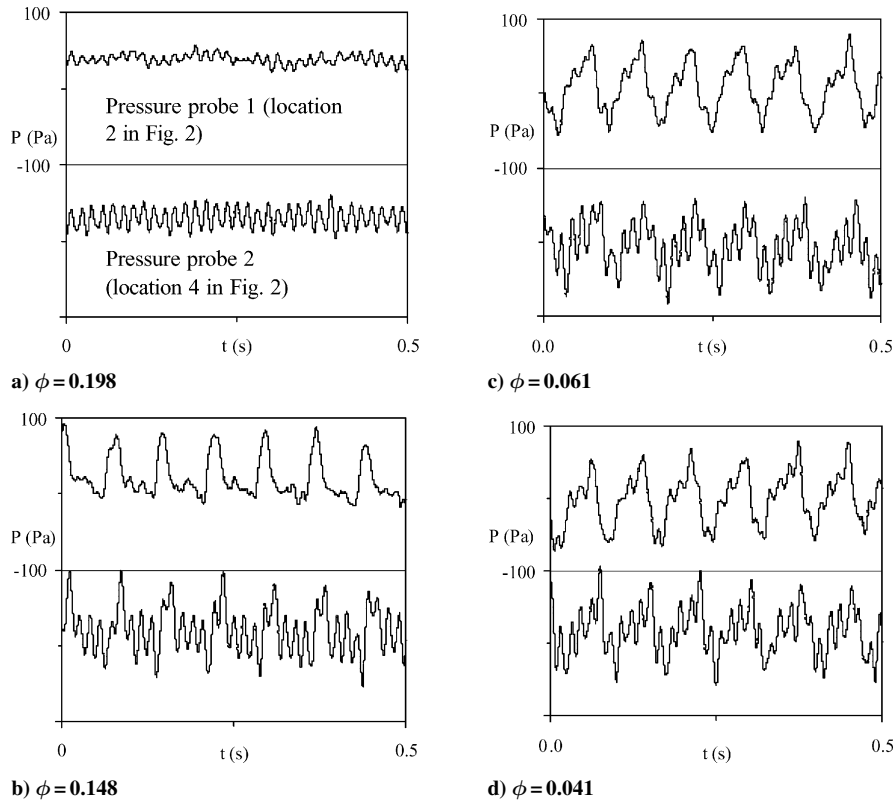 100
P (Pa)
-100
Pressure probe 1 (location
2 in Fig. 2)
Pressure probe 2
(location 4 in Fig. 2)
0
t (s)
0.5
a) ϕ = 0.198
100
P (Pa)
-100
0.0
t (s)
0.5
c) ϕ = 0.061
100
P (Pa)
-100
0
t (s)
0.5
b) ϕ = 0.148
100
P (Pa)
-100
0.0
t (s)
0.5
d) ϕ = 0.041